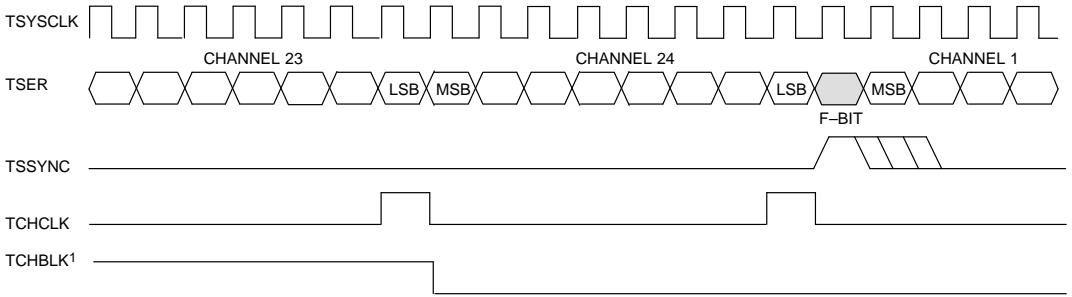 TSYSCLK
CHANNEL 23 CHANNEL 24 CHANNEL 1
TSER LSB MSB LSB MSB
F–BIT
TSSYNC
TCHCLK
TCHBLK1